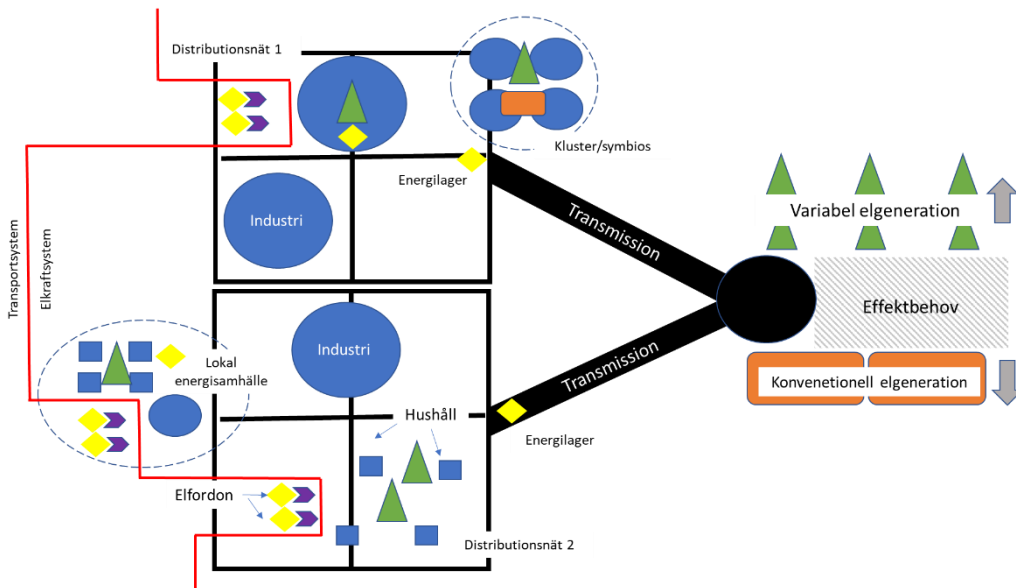 Distributionsnät 1
Kluster/symbios
Energilager
Industri
Transmission
Variabel elgeneration
Effektbehov
Konvenetionell elgeneration
Transportsystem
Elkraftsystem
Industri
Lokal
energisamhälle
Transmission
Hushåll
Energilager
Elfordon
Distributionsnät 2